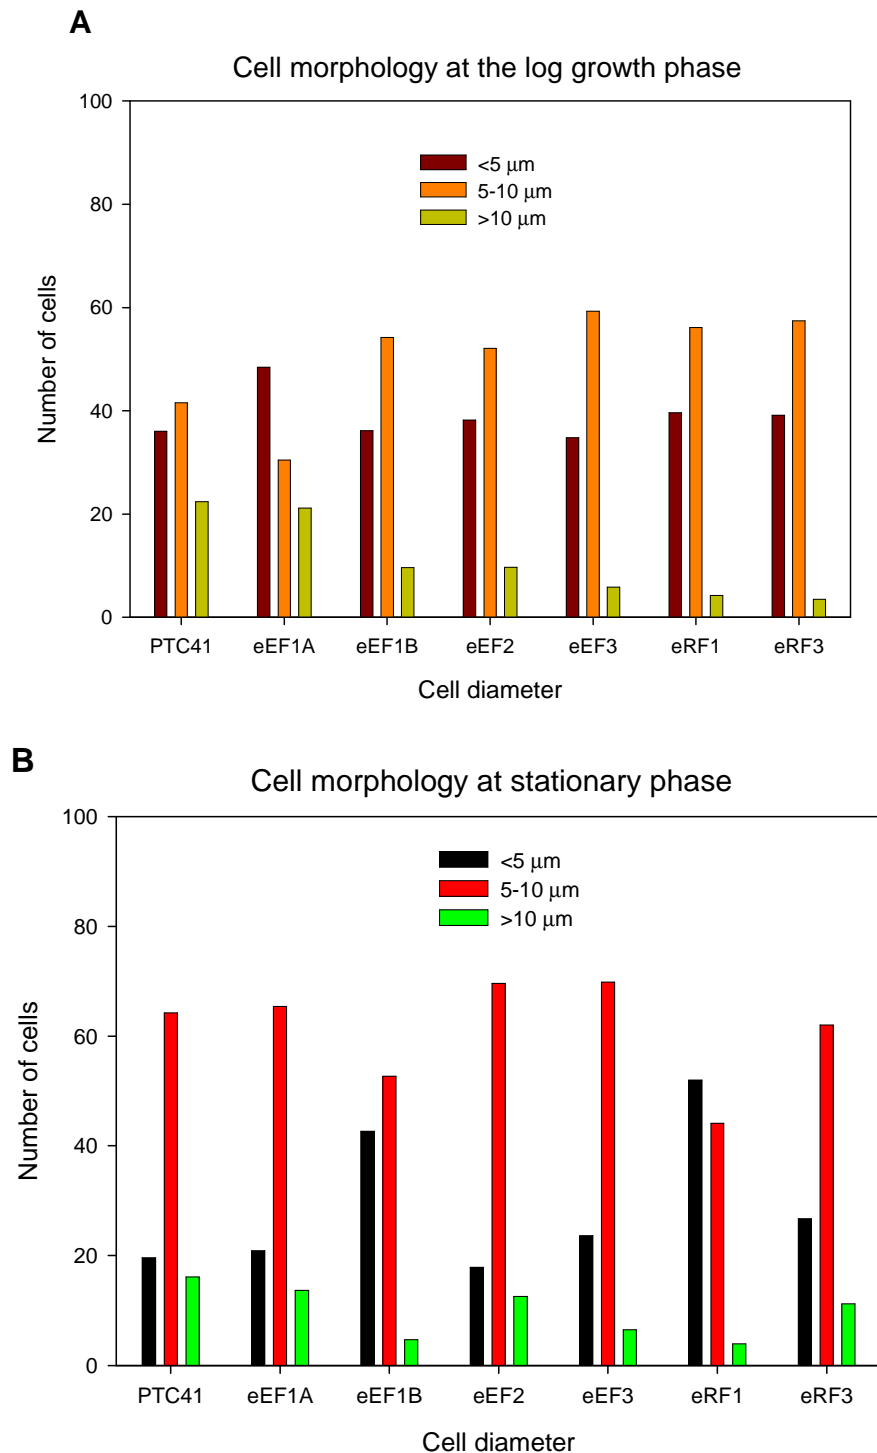 A
Cell morphology at the log growth phase
100
80
60
40
20
0
Number of cells
<5 μm
5-10 μm
>10 μm
PTC41 eEF1A eEF1B eEF2 eEF3 eRF1 eRF3
Cell diameter
B
Cell morphology at stationary phase
100
80
60
40
20
0
Number of cells
<5 μm
5-10 μm
>10 μm
PTC41 eEF1A eEF1B eEF2 eEF3 eRF1 eRF3
Cell diameter